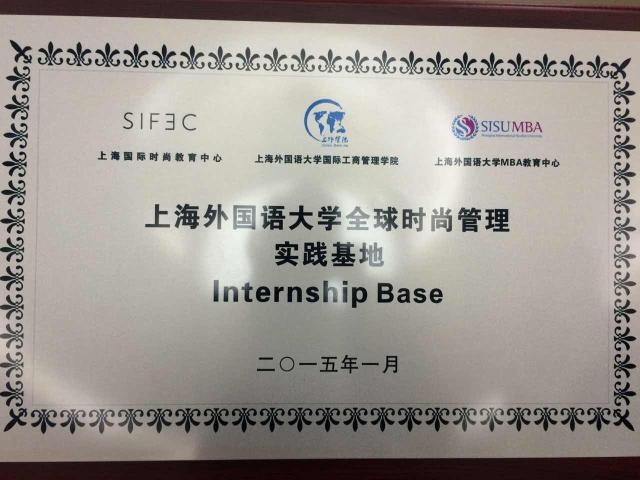 SIFEC
SISU MBA
上海国际时尚教育中心
上海外国语大学国际工商管理学院
上海外国语大学MBA教育中心
上海外国语大学全球时尚管理
实践基地
Internship Base
二〇一五年一月